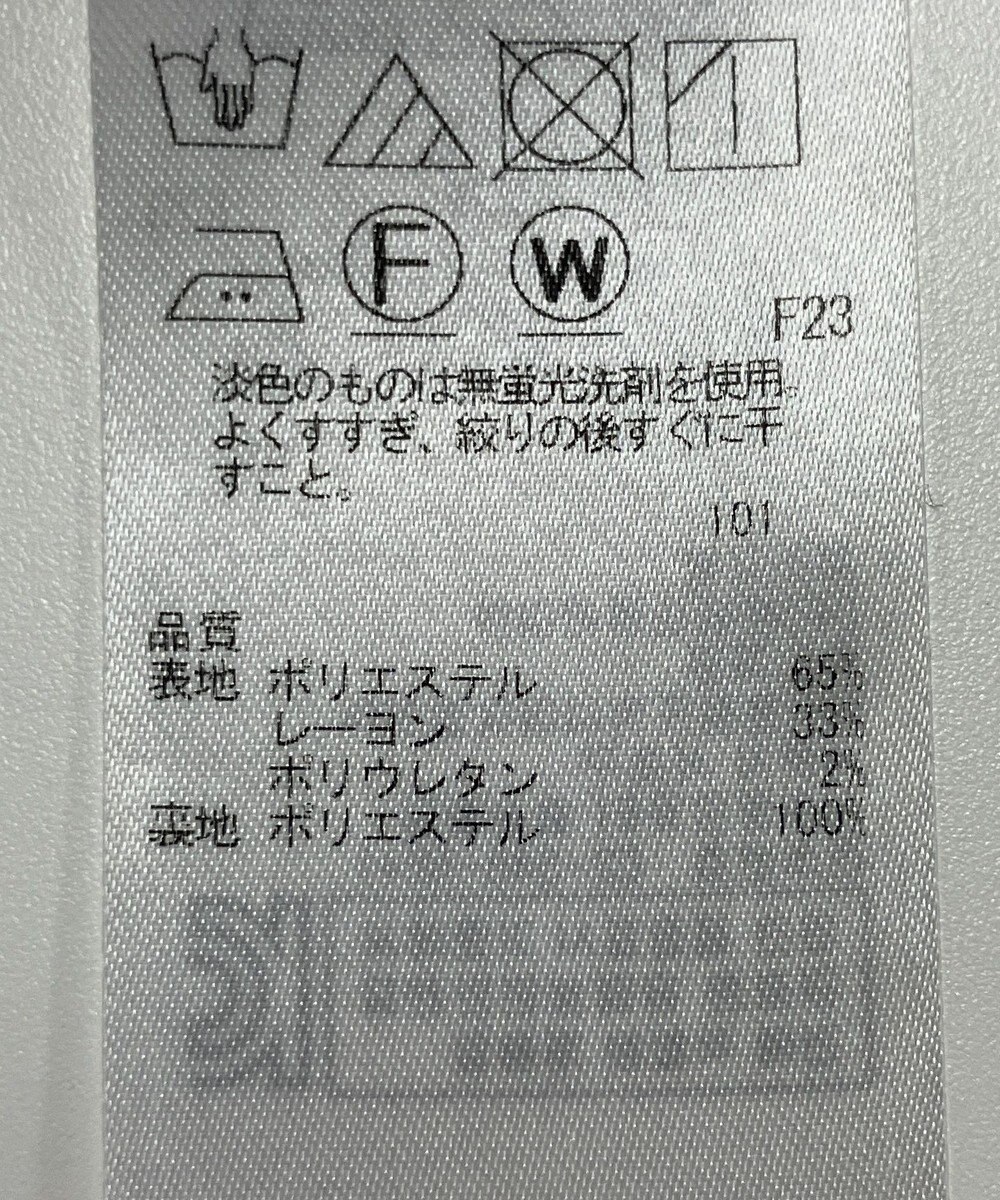 F
W
F23
淡色のものは無蛍光洗剤を使用。
よくすすぎ、絞りの後すぐに干
すこと。
101
品質
表地 ポリエステル 65%
レーヨン 33%
ポリウレタン 2%
裏地 ポリエステル 100%